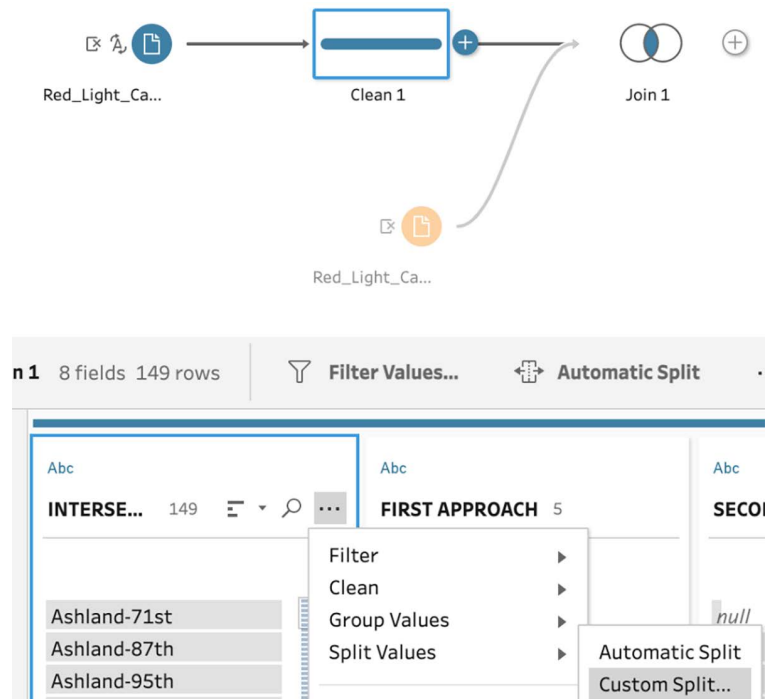 Red_Light_Ca...
Clean 1
Join 1
Red_Light_Ca...
n 1 8 fields 149 rows
Filter Values...
Automatic Split
Abc
INTERSE... 149
Abc
FIRST APPROACH 5
Abc
SECO
Filter
Clean
Group Values
Split Values
Ashland-71st
Ashland-87th
Ashland-95th
null
Automatic Split
Custom Split...